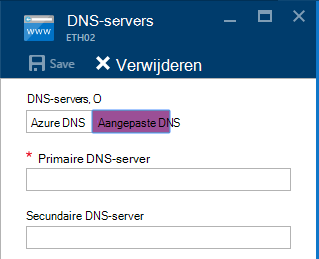 DNS-servers
ETH02
www
Save Verwijderen
DNS-servers, O
Azure DNS Aangepaste DNS
* Primaire DNS-server
Secundaire DNS-server